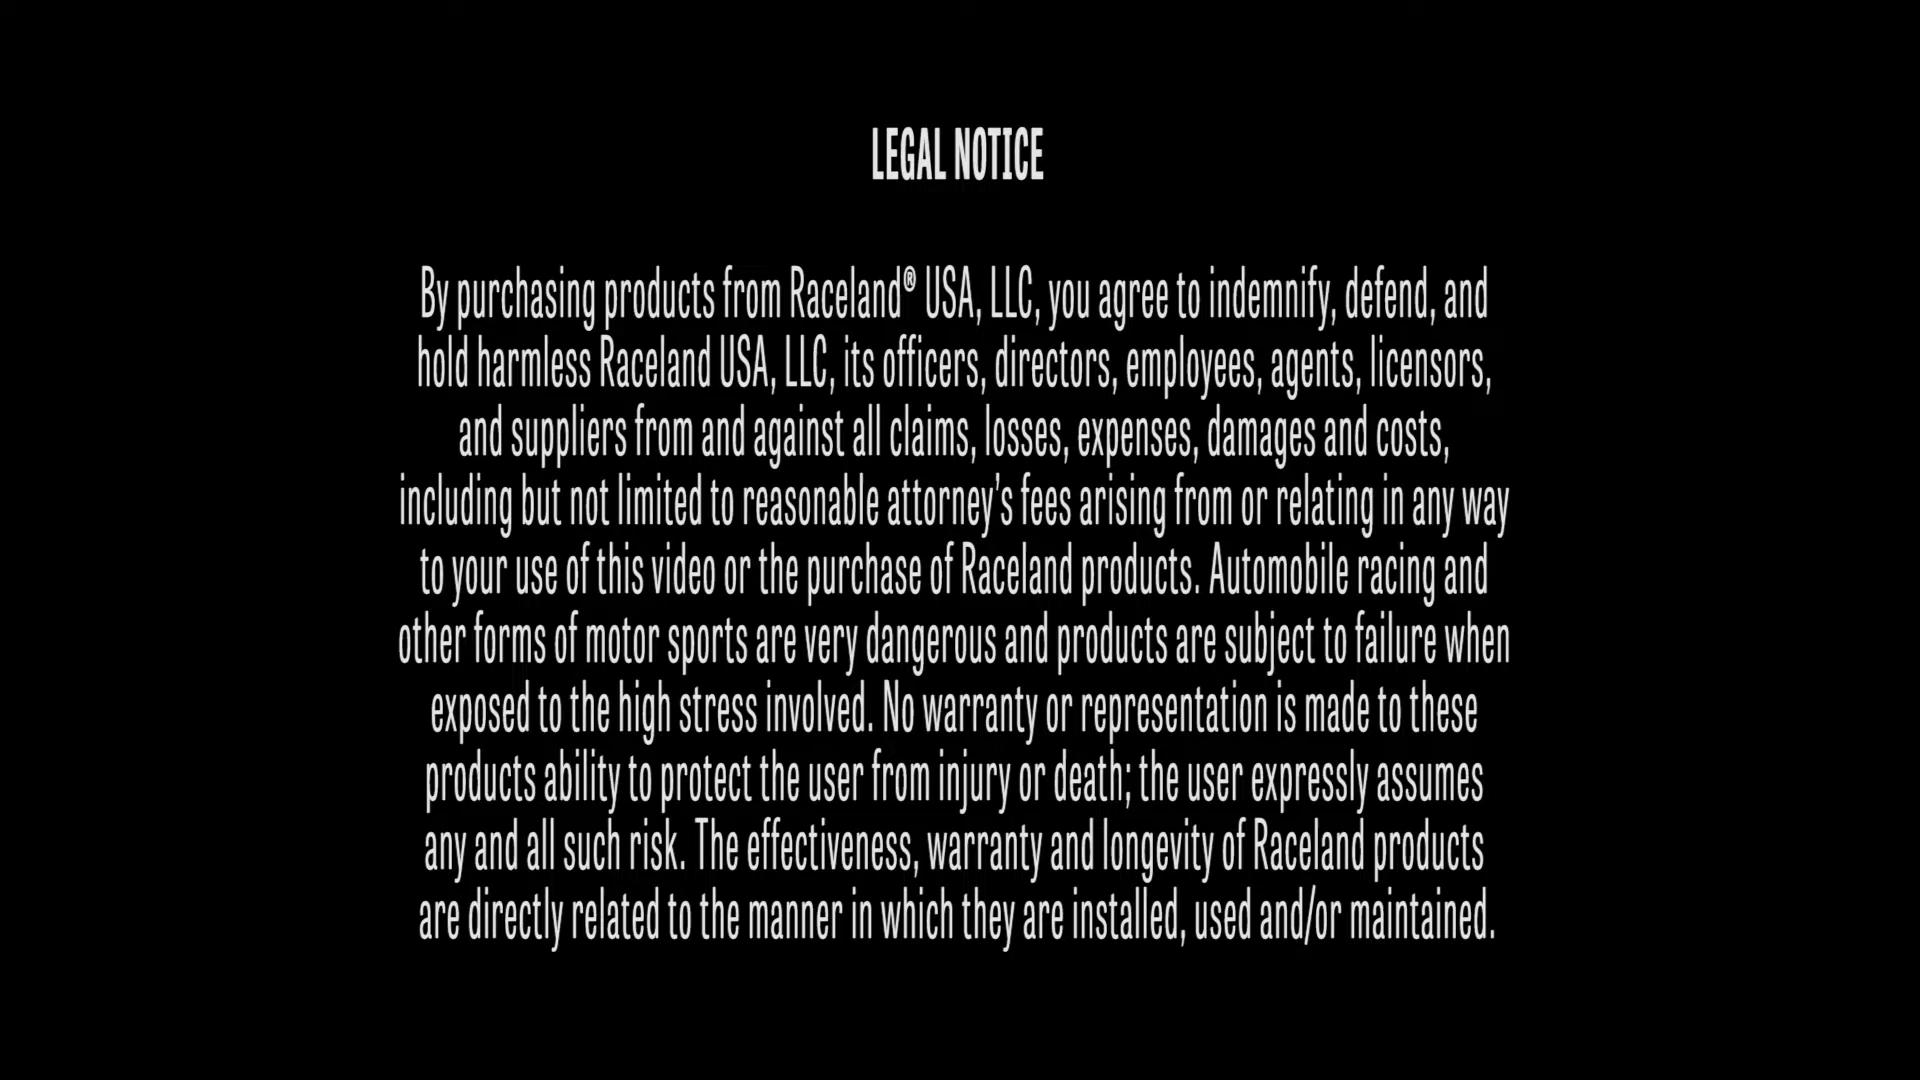 LEGAL NOTICE
By purchasing products from Raceland® USA, LLC, you agree to indemnify, defend, and
hold harmless Raceland USA, LLC, its officers, directors, employees, agents, licensors,
and suppliers from and against all claims, losses, expenses, damages and costs,
including but not limited to reasonable attorney’s fees arising from or relating in any way
to your use of this video or the purchase of Raceland products. Automobile racing and
other forms of motor sports are very dangerous and products are subject to failure when
exposed to the high stress involved. No warranty or representation is made to these
products ability to protect the user from injury or death; the user expressly assumes
any and all such risk. The effectiveness, warranty and longevity of Raceland products
are directly related to the manner in which they are installed, used and/or maintained.